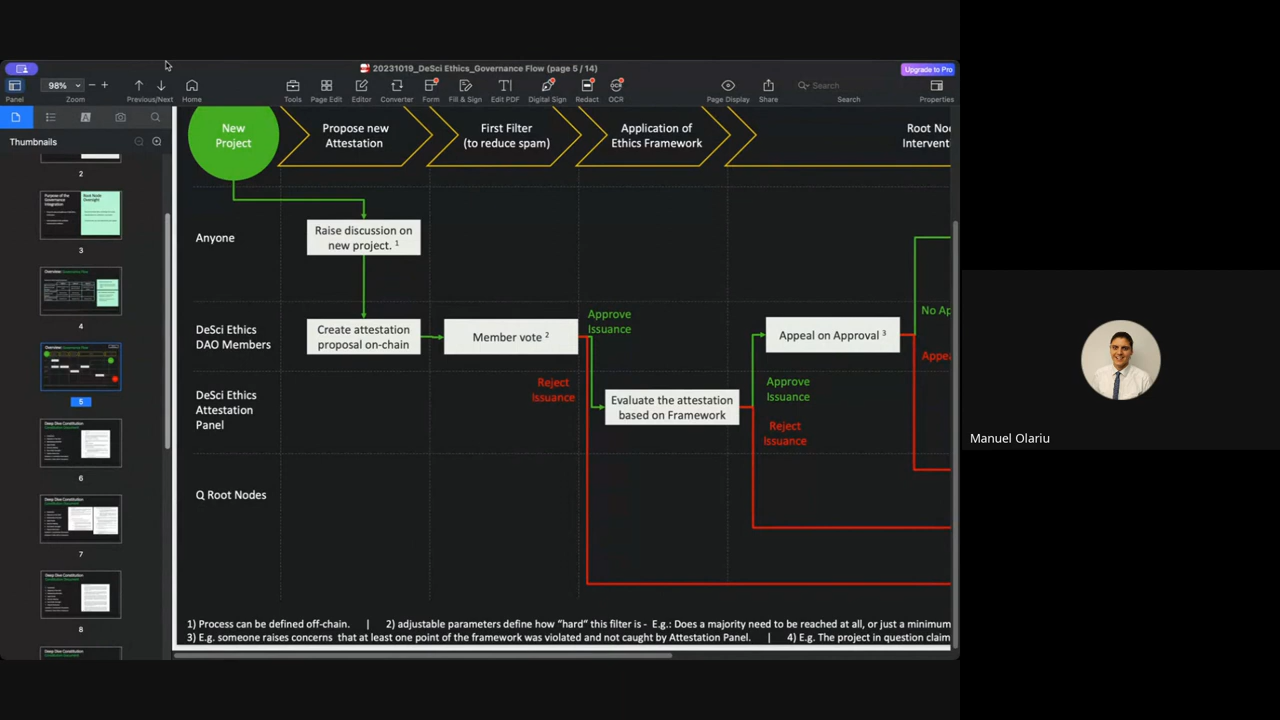 20231019_DeSci Ethics_Governance Flow (page 5 / 14)
Upgrade to Pro
98%
Search
Panel
Zoom
Previous/Next
Home
Tools
Page Edit
Editor
Converter
Form
Fill & Sign
Edit PDF
Digital Sign
Redact
OCR
Page Display
Share
Search
Properties
Thumbnails
2
3
4
5
6
7
8
New
Project
Propose new
Attestation
First Filter
(to reduce spam)
Application of
Ethics Framework
Root No
Intervent
Anyone
Raise discussion on
new project. 1
DeSci Ethics
DAO Members
Create attestation
proposal on-chain
Member vote 2
Approve
Issuance
Appeal on Approval 3
No Ap
Appea
Reject
Issuance
DeSci Ethics
Attestation
Panel
Evaluate the attestation
based on Framework
Approve
Issuance
Reject
Issuance
Q Root Nodes
1) Process can be defined off-chain. | 2) adjustable parameters define how "hard" this filter is - E.g.: Does a majority need to be reached at all, or just a minimum
3) E.g. someone raises concerns that at least one point of the framework was violated and not caught by Attestation Panel. | 4) E.g. The project in question claim
Manuel Olariu